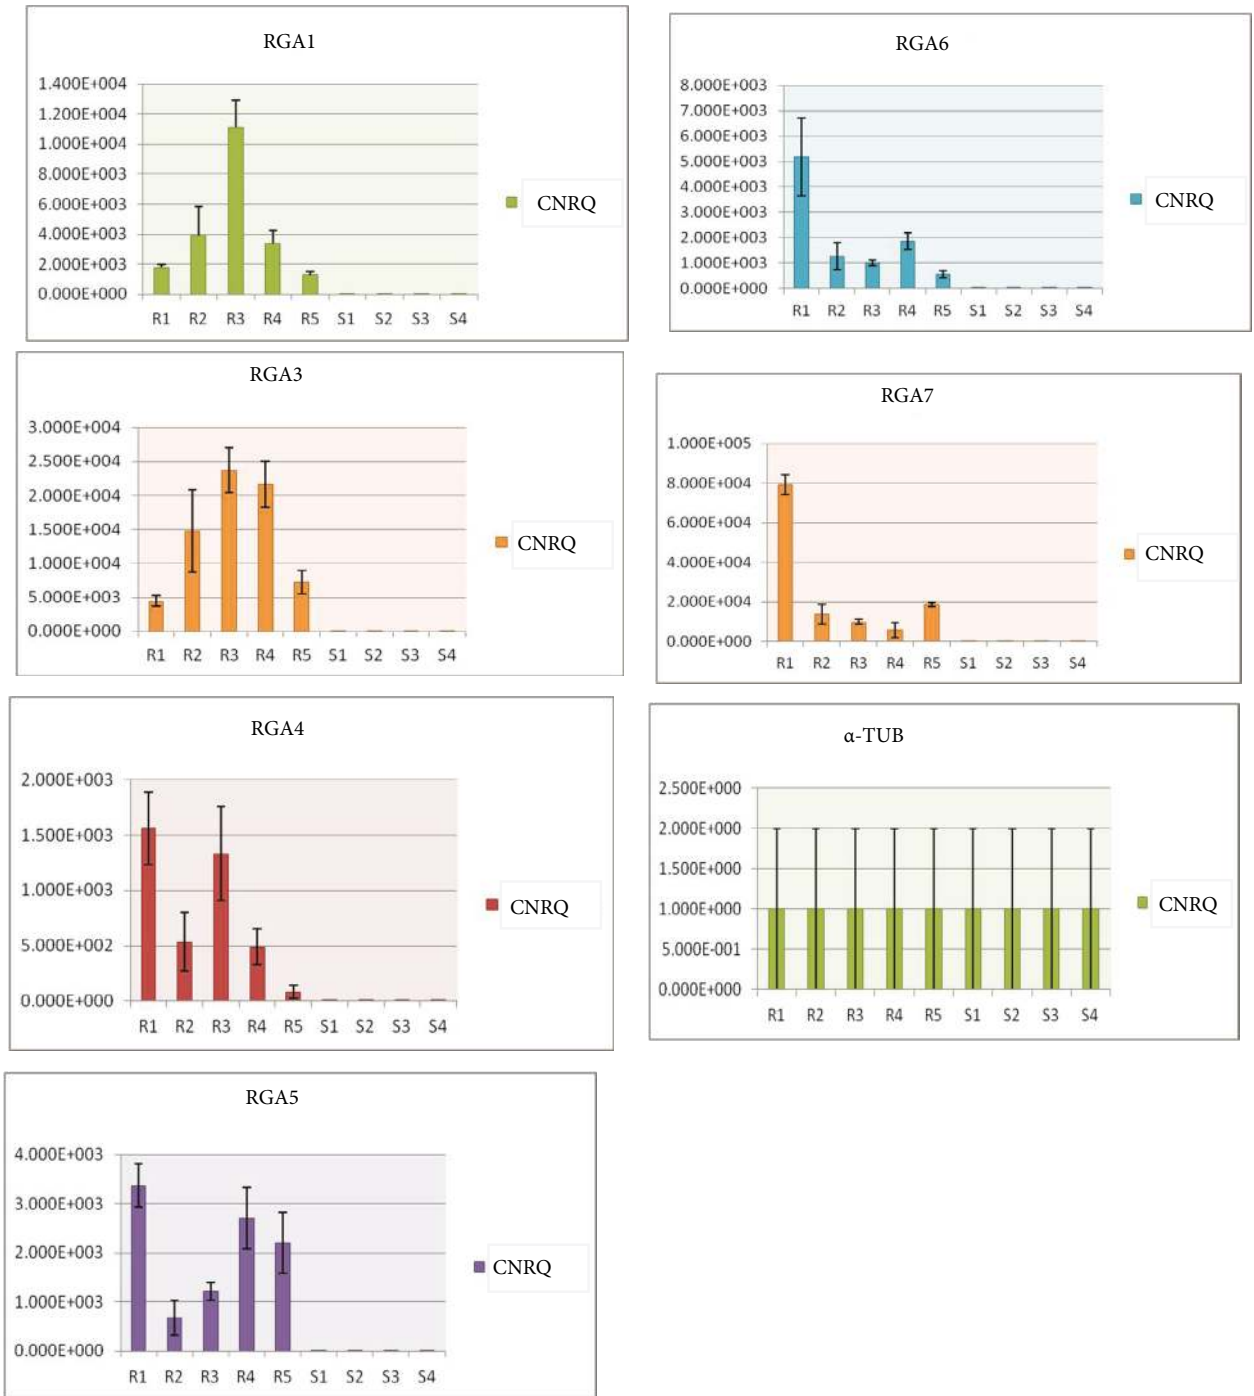 RGA1
1.400E+004
1.200E+004
1.000E+004
8.000E+003
6.000E+003
4.000E+003
2.000E+003
0.000E+000
R1 R2 R3 R4 R5 S1 S2 S3 S4
CNRQ
RGA6
8.000E+003
7.000E+003
6.000E+003
5.000E+003
4.000E+003
3.000E+003
2.000E+003
1.000E+003
0.000E+000
R1 R2 R3 R4 R5 S1 S2 S3 S4
CNRQ
RGA3
3.000E+004
2.500E+004
2.000E+004
1.500E+004
1.000E+004
5.000E+003
0.000E+000
R1 R2 R3 R4 R5 S1 S2 S3 S4
CNRQ
RGA7
1.000E+005
8.000E+004
6.000E+004
4.000E+004
2.000E+004
0.000E+000
R1 R2 R3 R4 R5 S1 S2 S3 S4
CNRQ
RGA4
2.000E+003
1.500E+003
1.000E+003
5.000E+002
0.000E+000
R1 R2 R3 R4 R5 S1 S2 S3 S4
CNRQ
α-TUB
2.500E+000
2.000E+000
1.500E+000
1.000E+000
5.000E-001
0.000E+000
R1 R2 R3 R4 R5 S1 S2 S3 S4
CNRQ
RGA5
4.000E+003
3.000E+003
2.000E+003
1.000E+003
0.000E+000
R1 R2 R3 R4 R5 S1 S2 S3 S4
CNRQ